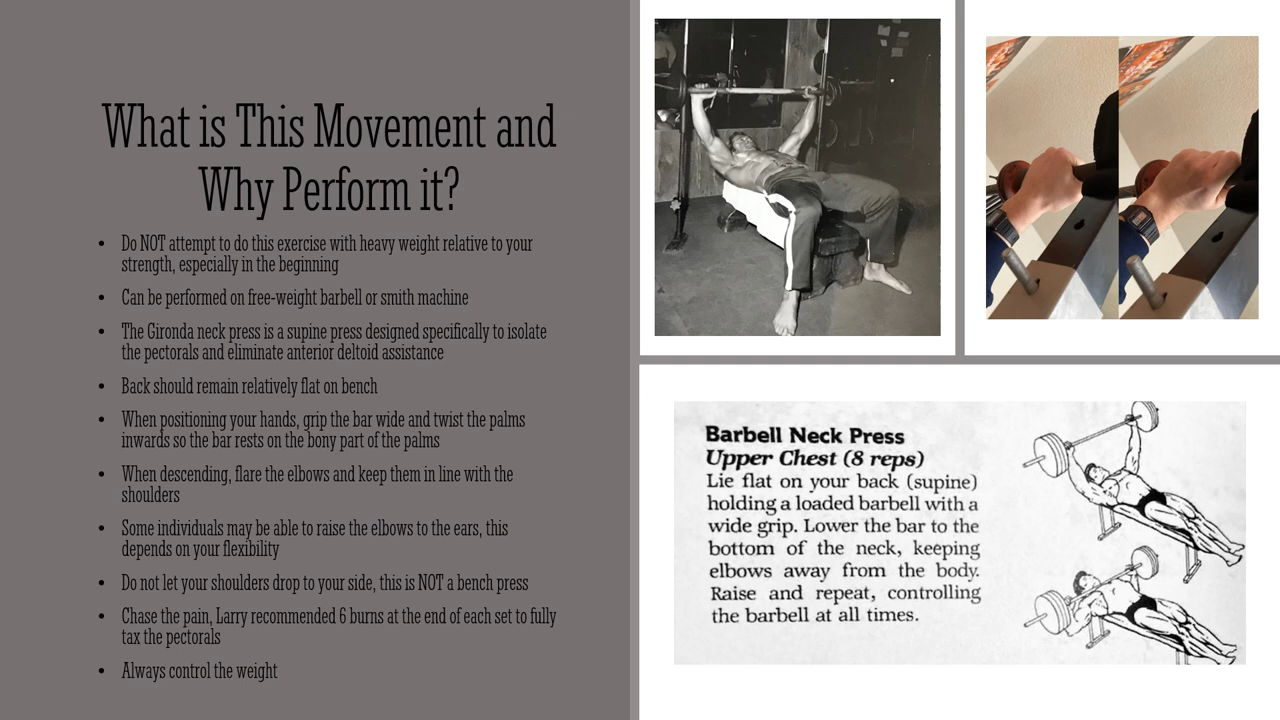 What is This Movement and
Why Perform it?
• Do NOT attempt to do this exercise with heavy weight relative to your
strength, especially in the beginning
• Can be performed on free-weight barbell or smith machine
• The Gironda neck press is a supine press designed specifically to isolate
the pectorals and eliminate anterior deltoid assistance
• Back should remain relatively flat on bench
• When positioning your hands, grip the bar wide and twist the palms
inwards so the bar rests on the bony part of the palms
• When descending, flare the elbows and keep them in line with the
shoulders
• Some individuals may be able to raise the elbows to the ears, this
depends on your flexibility
• Do not let your shoulders drop to your side, this is NOT a bench press
• Chase the pain, Larry recommended 6 burns at the end of each set to fully
tax the pectorals
• Always control the weight
Barbell Neck Press
Upper Chest (8 reps)
Lie flat on your back (supine)
holding a loaded barbell with a
wide grip. Lower the bar to the
bottom of the neck, keeping
elbows away from the body.
Raise and repeat, controlling
the barbell at all times.